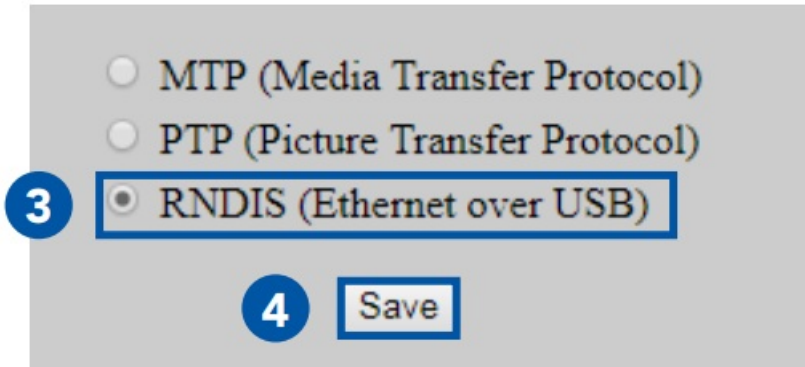 MTP (Media Transfer Protocol)
PTP (Picture Transfer Protocol)
3 RNDIS (Ethernet over USB)
4 Save